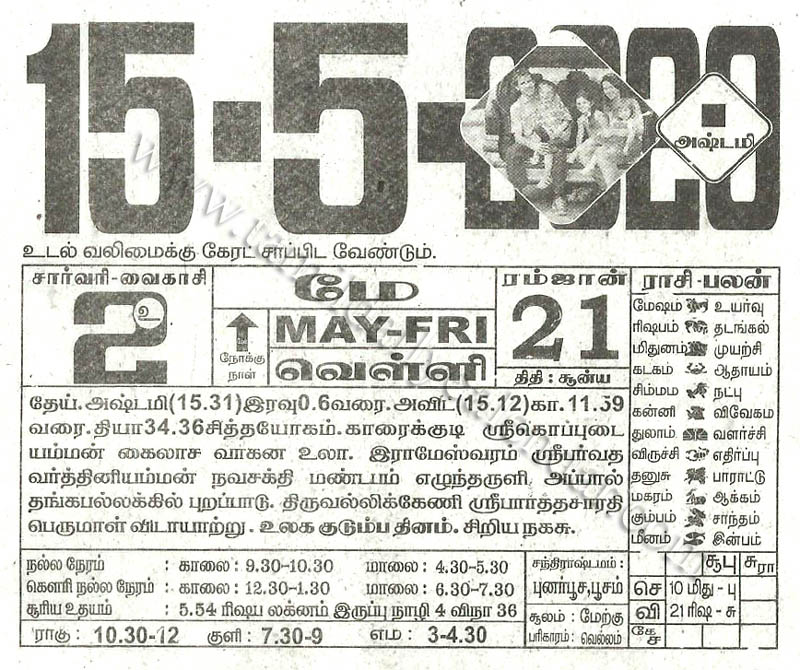 15-5-2020
அஷ்டமி
உடல் வலிமைக்கு கேரட் சாப்பிட வேண்டும்.
சார்வரி-வைகாசி
2
உ
நோக்கு
நாள்
மே
MAY-FRI
வெள்ளி
ரம்ஜான்
21
திதி : சூன்ய
ராசி-பலன்
மேஷம் உயர்வு
ரிஷபம் தடங்கல்
மிதுனம் முயற்சி
கடகம் ஆதாயம்
சிம்மம் நட்பு
கன்னி விவேகம்
துலாம் வளர்ச்சி
விருச்சி எதிர்ப்பு
தனுசு பாராட்டு
மகரம் ஆக்கம்
கும்பம் சாந்தம்
மீனம் இன்பம்
தேய்.அஷ்டமி(15.31)இரவு0.6வரை.அவிட்(15.12)கா.11.59
வரை.தியா34.36சித்தயோகம்.காரைக்குடி ஸ்ரீகொப்புடை
யம்மன் கைலாச வாகன உலா. இராமேஸ்வரம் ஸ்ரீபர்வத
வர்த்தினியம்மன் நவசக்தி மண்டபம் எழுந்தருளி அப்பால்
தங்கபல்லக்கில் புறப்பாடு. திருவல்லிக்கேணி ஸ்ரீபார்த்தசாரதி
பெருமாள் விடாயாற்று. உலக குடும்ப தினம். சிறிய நகசு.
நல்ல நேரம் : காலை: 9.30-10.30 மாலை: 4.30-5.30
கௌரி நல்ல நேரம் : காலை: 12.30-1.30 மாலை: 6.30-7.30
சூரிய உதயம் : 5.54 ரிஷப லக்னம் இருப்பு நாழி 4 விநா 36
ராகு: 10.30-12 குளி: 7.30-9 எம: 3-4.30
சந்திராஷ்டமம் :
புனர்பூச,பூசம்
சூலம் : மேற்கு
பரிகாரம் : வெல்லம்
சூபு சுரா
செ 10 மிது - பு
வி 21 ரிஷ - சு
கே
ச